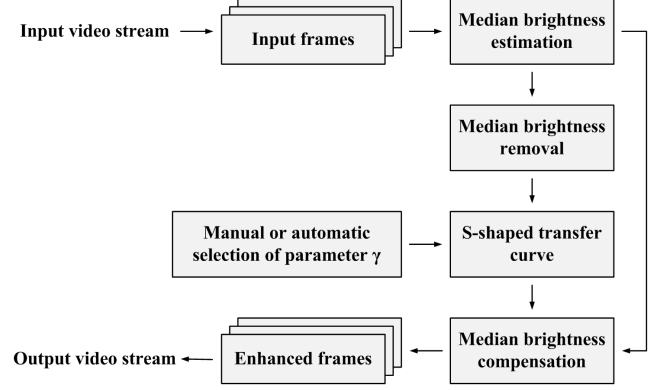 Input video stream
Input frames
Median brightness
estimation
Median brightness
removal
Manual or automatic
selection of parameter γ
S-shaped transfer
curve
Output video stream
Enhanced frames
Median brightness
compensation